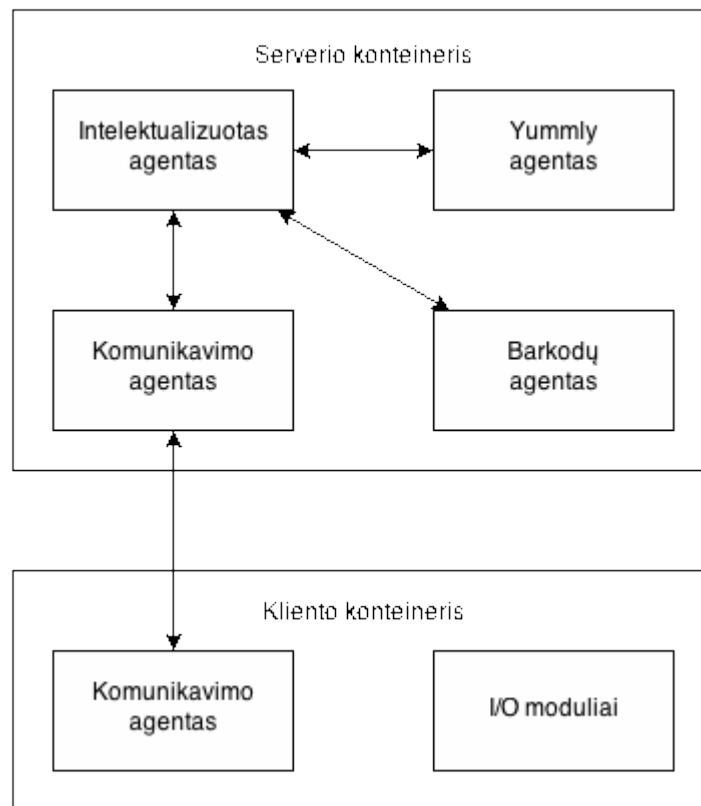 Serverio konteineris
Intelektualizuotas
agentas
Yummly
agentas
Komunikavimo
agentas
Barkodų
agentas
Kliento konteineris
Komunikavimo
agentas
I/O moduliai